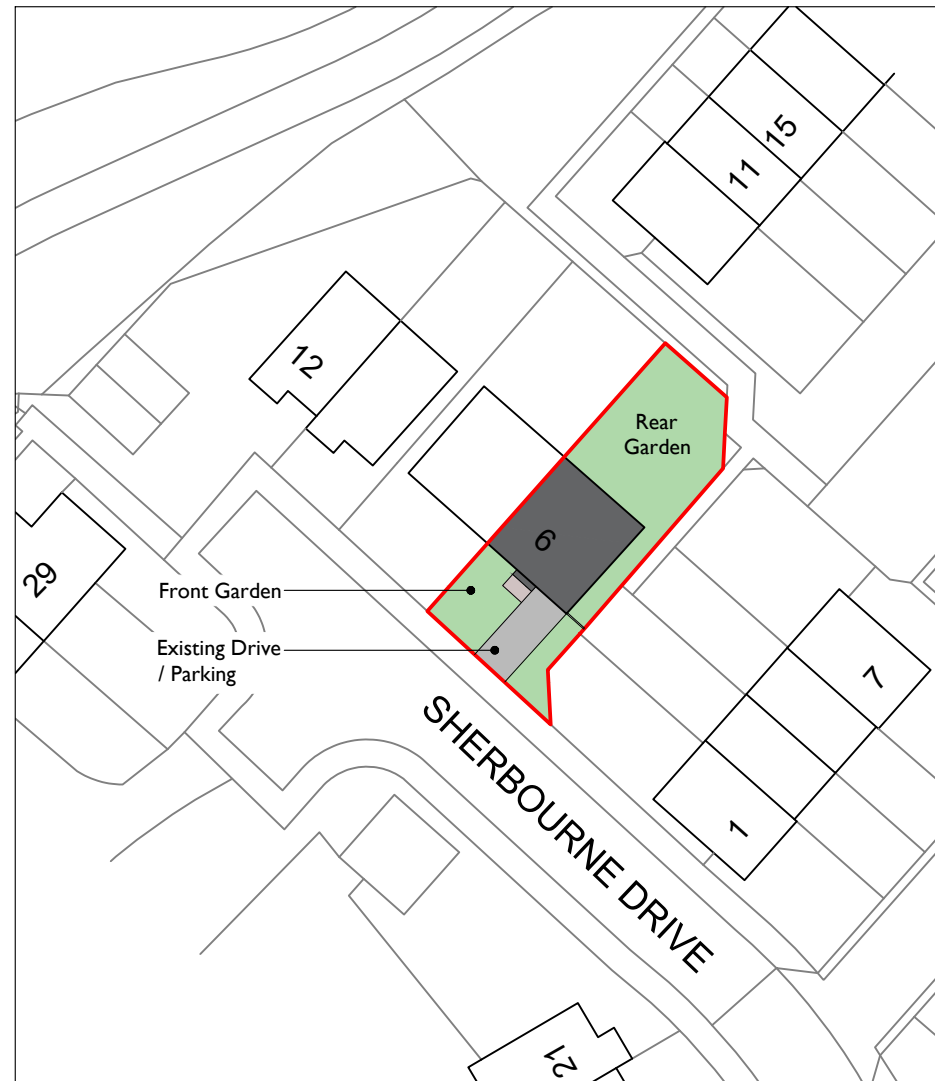 15
11
12
Rear
Garden
6
29
Front Garden
Existing Drive
/ Parking
7
SHERBOURNE DRIVE
1
21